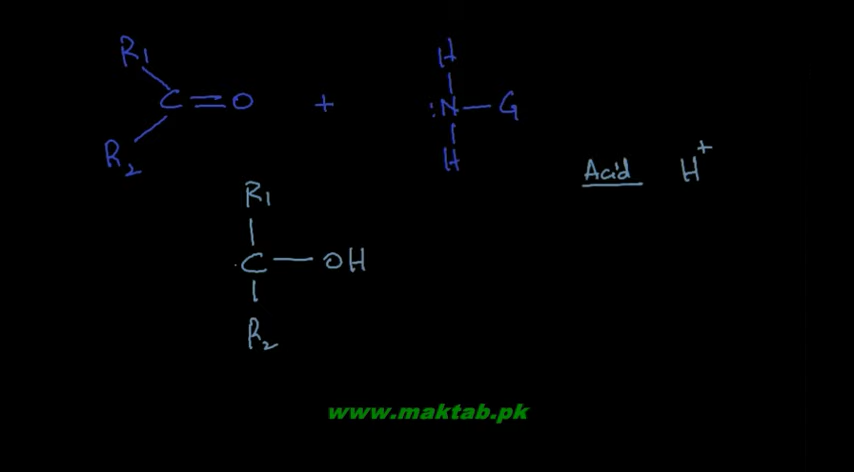 R1
R2
C=O + H :N—G H
Acid H+
R1
C—OH
R2
www.maktab.pk